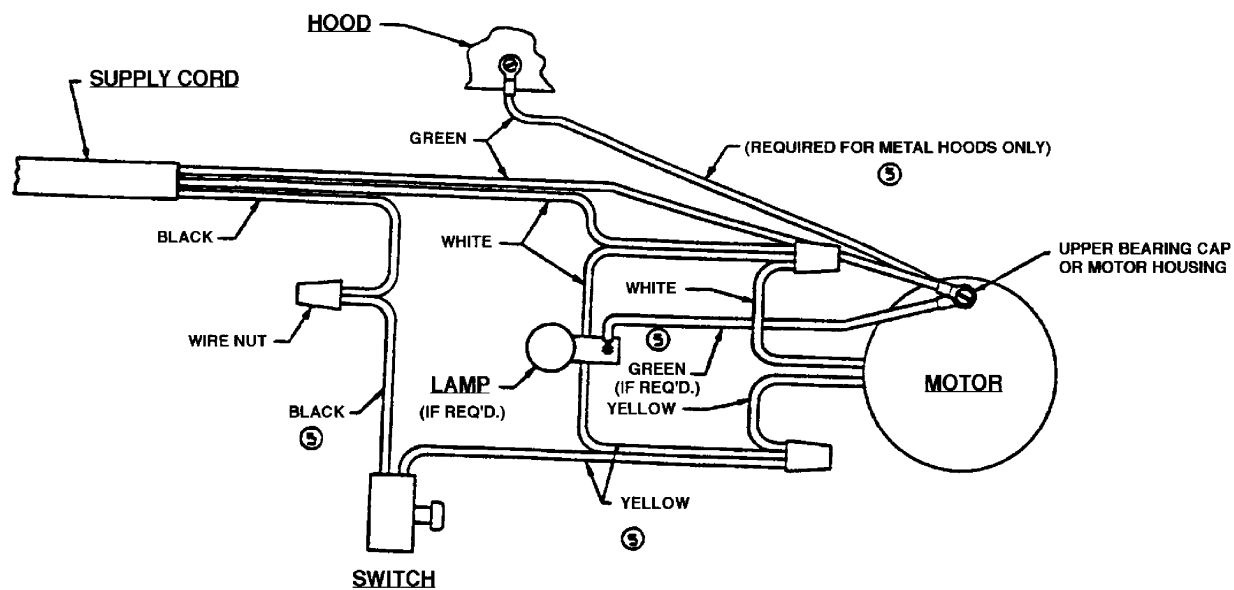 HOOD
SUPPLY CORD
GREEN
(REQUIRED FOR METAL HOODS ONLY)
5
BLACK
WHITE
UPPER BEARING CAP
OR MOTOR HOUSING
WHITE
WIRE NUT
5
GREEN
(IF REQ'D.)
LAMP
(IF REQ'D.)
MOTOR
YELLOW
BLACK
5
YELLOW
5
SWITCH